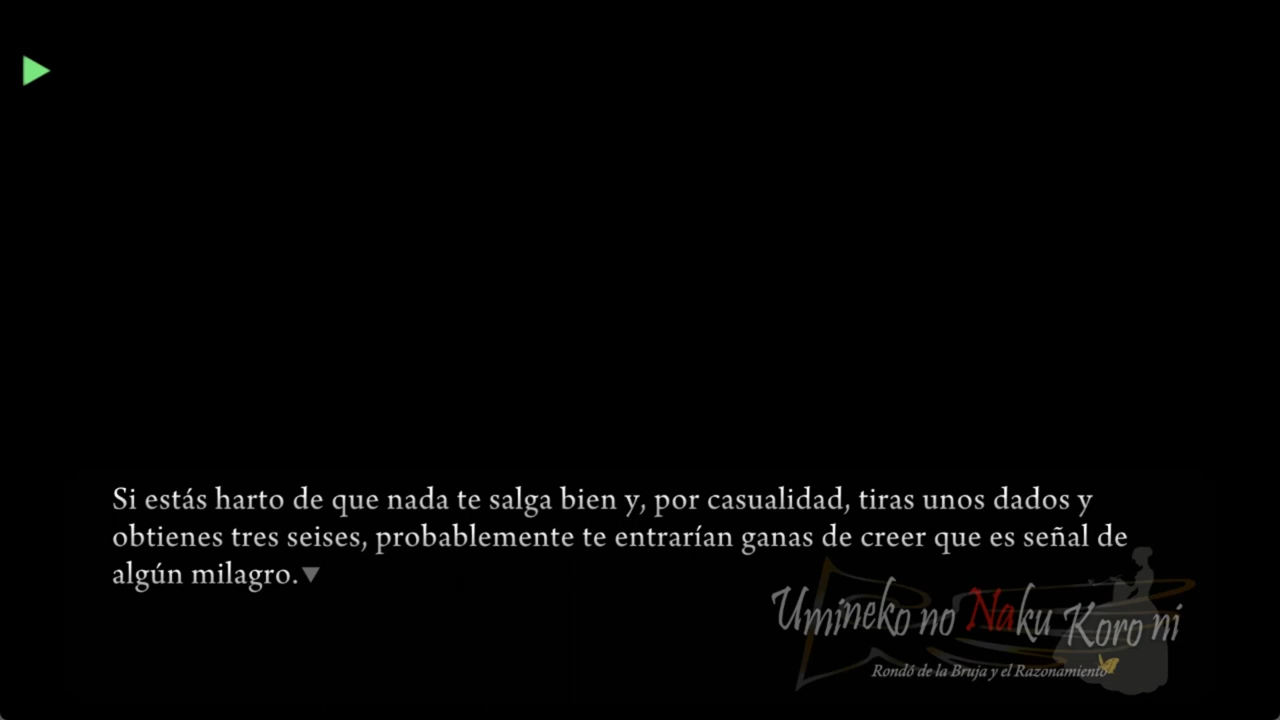 Si estás harto de que nada te salga bien y, por casualidad, tiras unos dados y
obtienes tres seises, probablemente te entrarían ganas de creer que es señal de
algún milagro.
Umineko no Naku Koro ni
Rondó de la Bruja y el Razonamiento